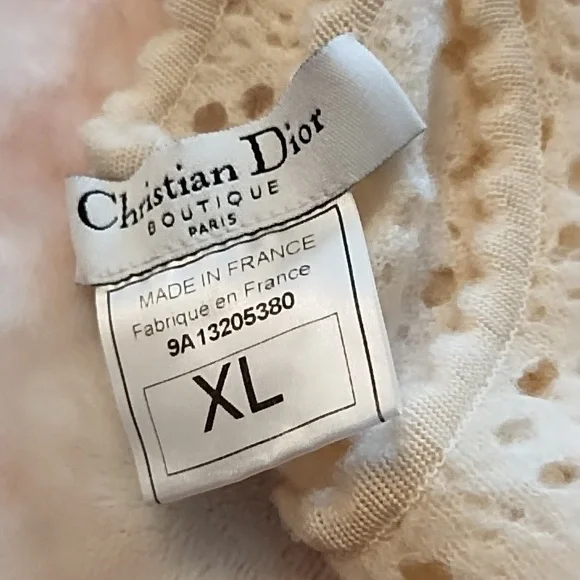 Christian Dior
BOUTIQUE
PARIS
MADE IN FRANCE
Fabrique en France
9A13205380
XL